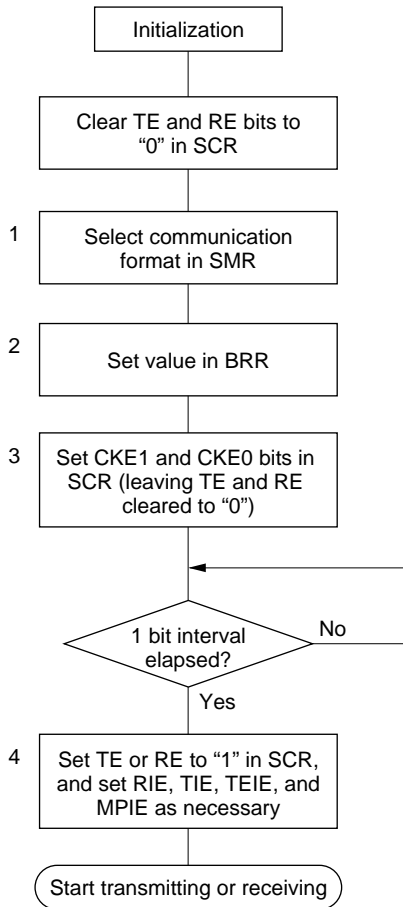 Initialization
Clear TE and RE bits to
“0” in SCR
1
Select communication
format in SMR
2
Set value in BRR
3
Set CKE1 and CKE0 bits in
SCR (leaving TE and RE
cleared to “0”)
1 bit interval
elapsed?
No
Yes
4
Set TE or RE to “1” in SCR,
and set RIE, TIE, TEIE, and
MPIE as necessary
Start transmitting or receiving